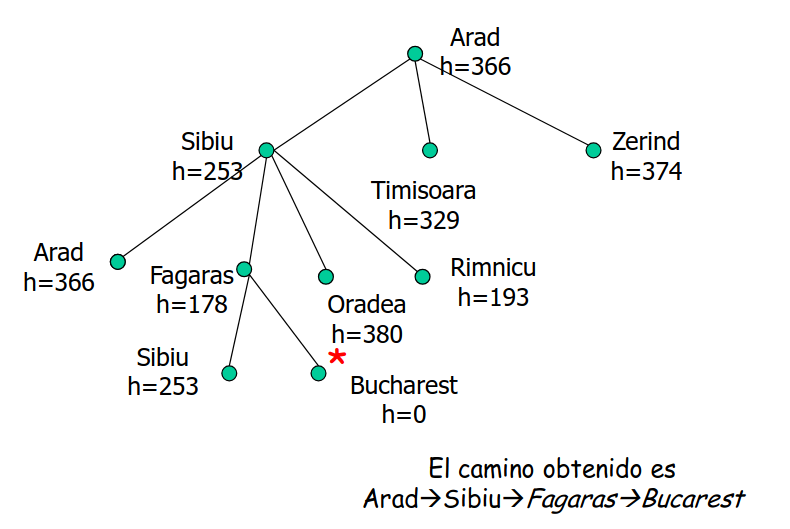 Arad
h=366
Sibiu
h=253
Timisoara
h=329
Zerind
h=374
Arad
h=366
Fagaras
h=178
Oradea
h=380
Rimnicu
h=193
Sibiu
h=253
*
Bucharest
h=0
El camino obtenido es
Arad→Sibiu→Fagaras→Bucarest